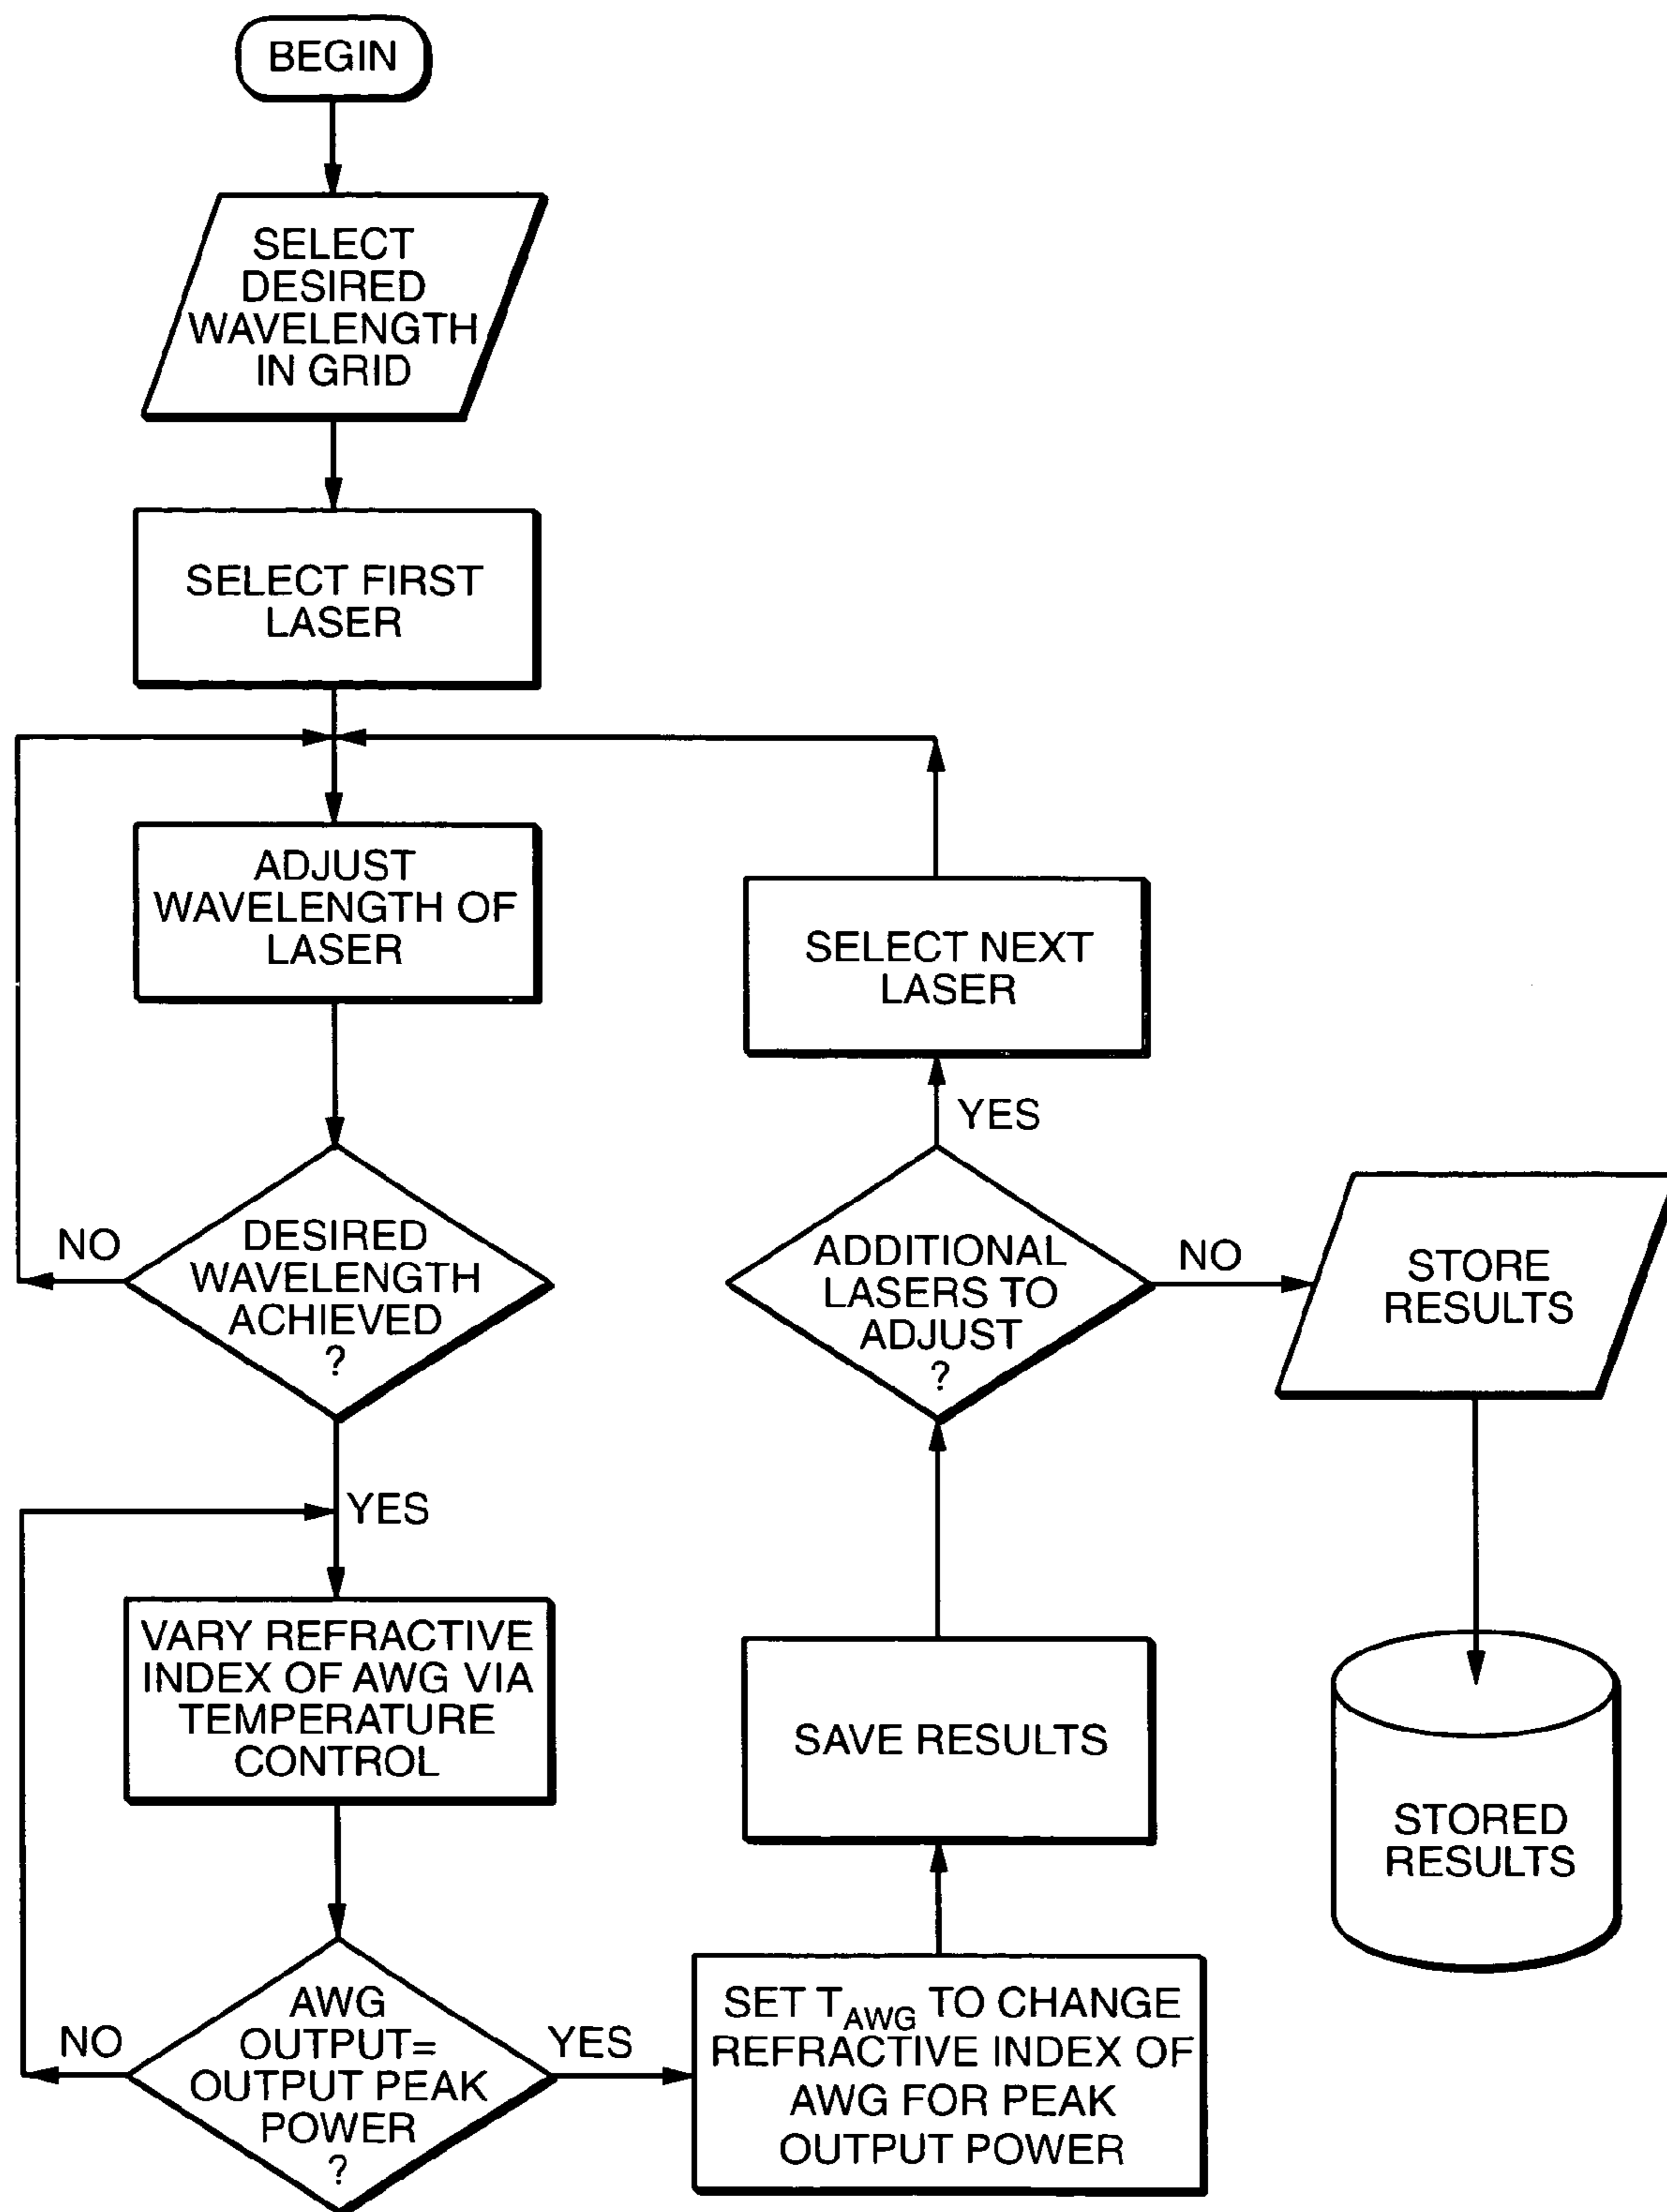 BEGIN
SELECT
DESIRED
WAVELENGTH
IN GRID
SELECT FIRST
LASER
ADJUST
WAVELENGTH OF
LASER
DESIRED
WAVELENGTH
ACHIEVED
?
NO
YES
VARY REFRACTIVE
INDEX OF AWG VIA
TEMPERATURE
CONTROL
AWG
OUTPUT=
OUTPUT PEAK
POWER
?
NO
YES
SET TAWG TO CHANGE
REFRACTIVE INDEX OF
AWG FOR PEAK
OUTPUT POWER
SAVE RESULTS
ADDITIONAL
LASERS TO
ADJUST
?
YES
SELECT NEXT
LASER
NO
STORE
RESULTS
STORED
RESULTS